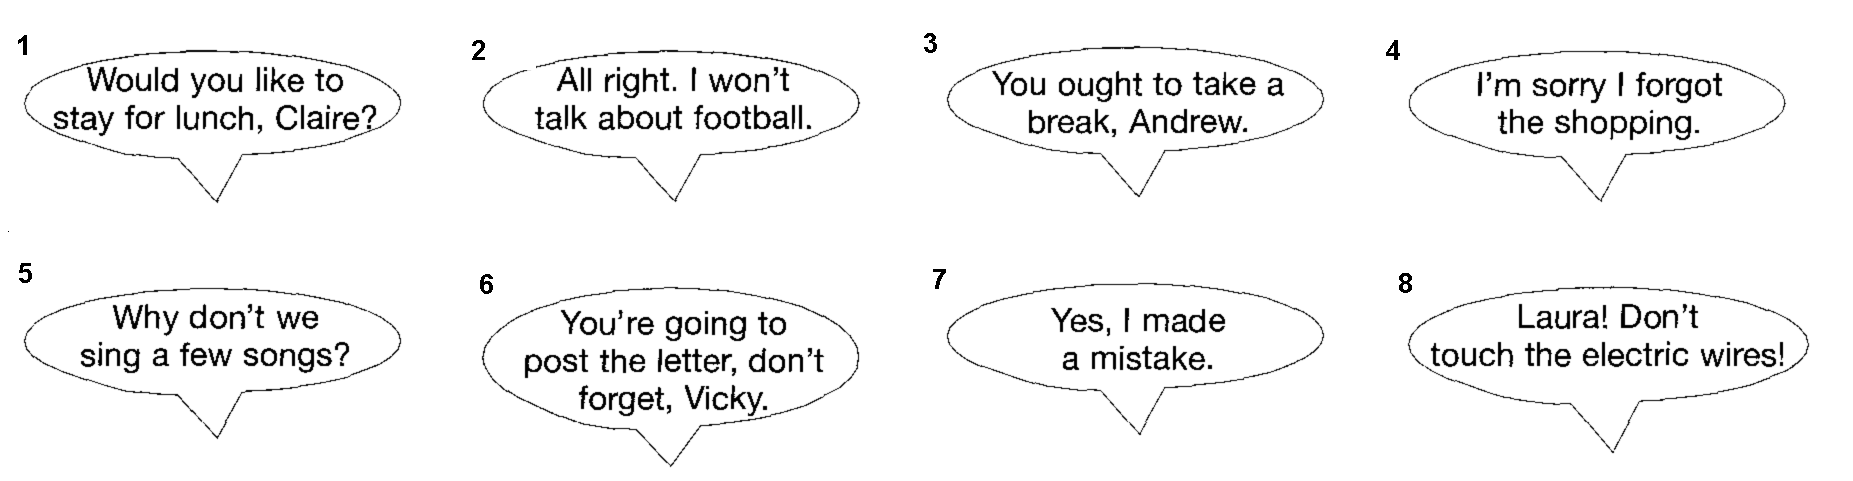 1
Would you like to
stay for lunch, Claire?
2
All right. I won't
talk about football.
3
You ought to take a
break, Andrew.
4
I'm sorry I forgot
the shopping.
5
Why don't we
sing a few songs?
6
You're going to
post the letter, don't
forget, Vicky.
7
Yes, I made
a mistake.
8
Laura! Don't
touch the electric wires!